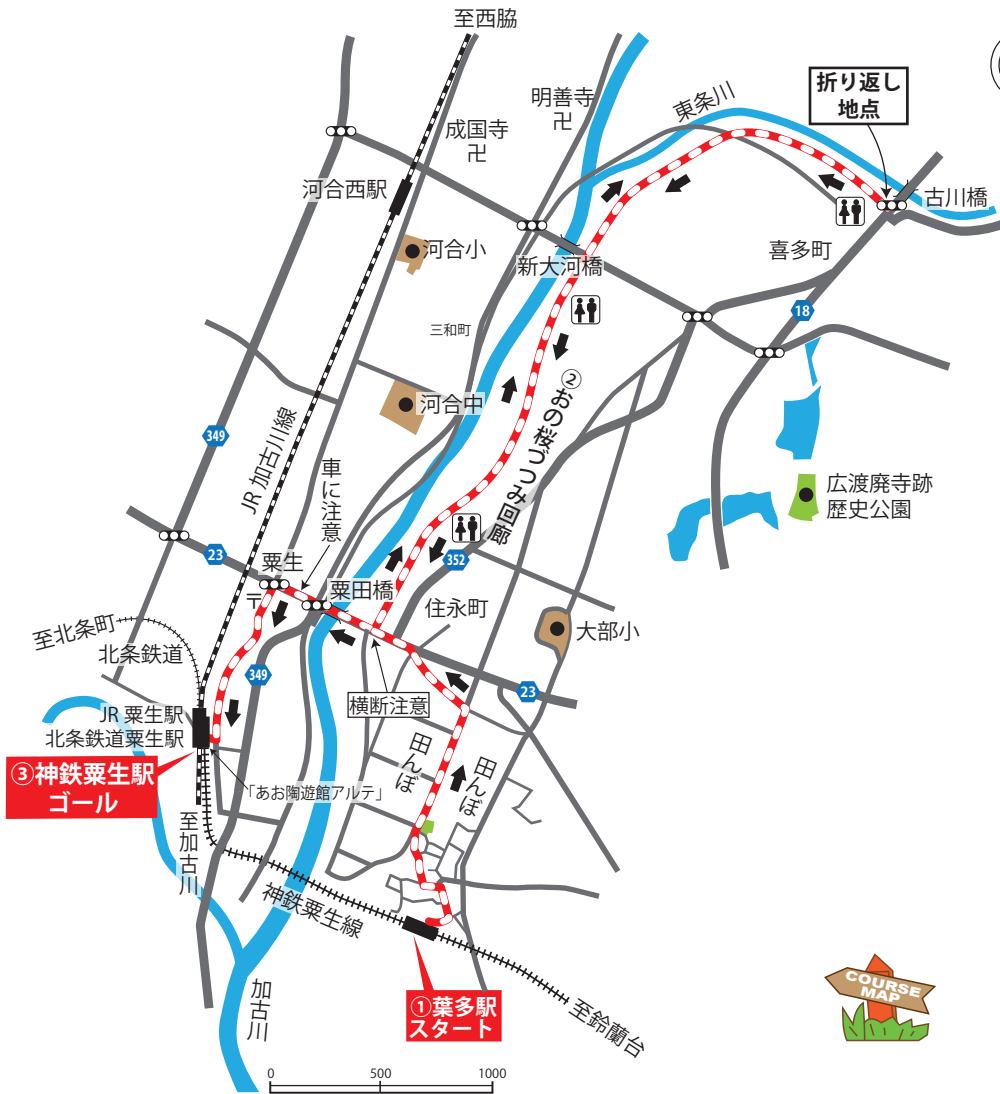 至西脇
明善寺
卍
東条川
折り返し
地点
成国寺
卍
河合西駅
古川橋
河合小
喜多町
新大河橋
18
三和町
②おの桜づつみ回廊
河合中
349
JR 加古川線
車に注意
広渡廃寺跡
歴史公園
23
粟生
〒
粟田橋
352
住永町
大部小
至北条町
北条鉄道
349
横断注意
23
JR 粟生駅
北条鉄道粟生駅
田んぼ
田んぼ
③神鉄粟生駅
ゴール
「あお陶遊館アルテ」
至加古川
神鉄粟生線
加古川
①葉多駅
スタート
至鈴蘭台
COURSE
MAP
0 500 1000